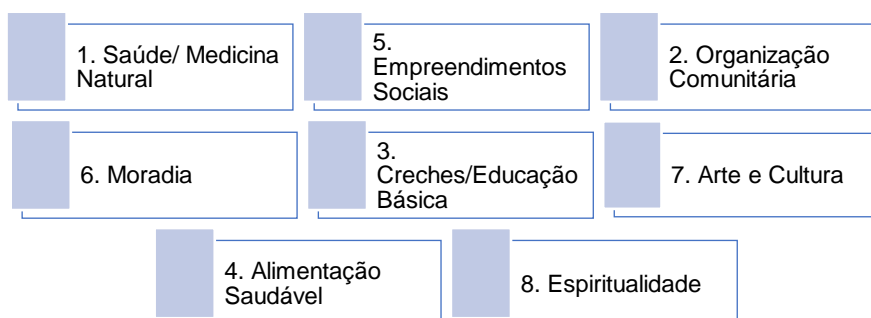 1. Saúde/ Medicina
Natural
5.
Empreendimentos
Sociais
2. Organização
Comunitária
6. Moradia
3.
Creches/Educação
Básica
7. Arte e Cultura
4. Alimentação
Saudável
8. Espiritualidade